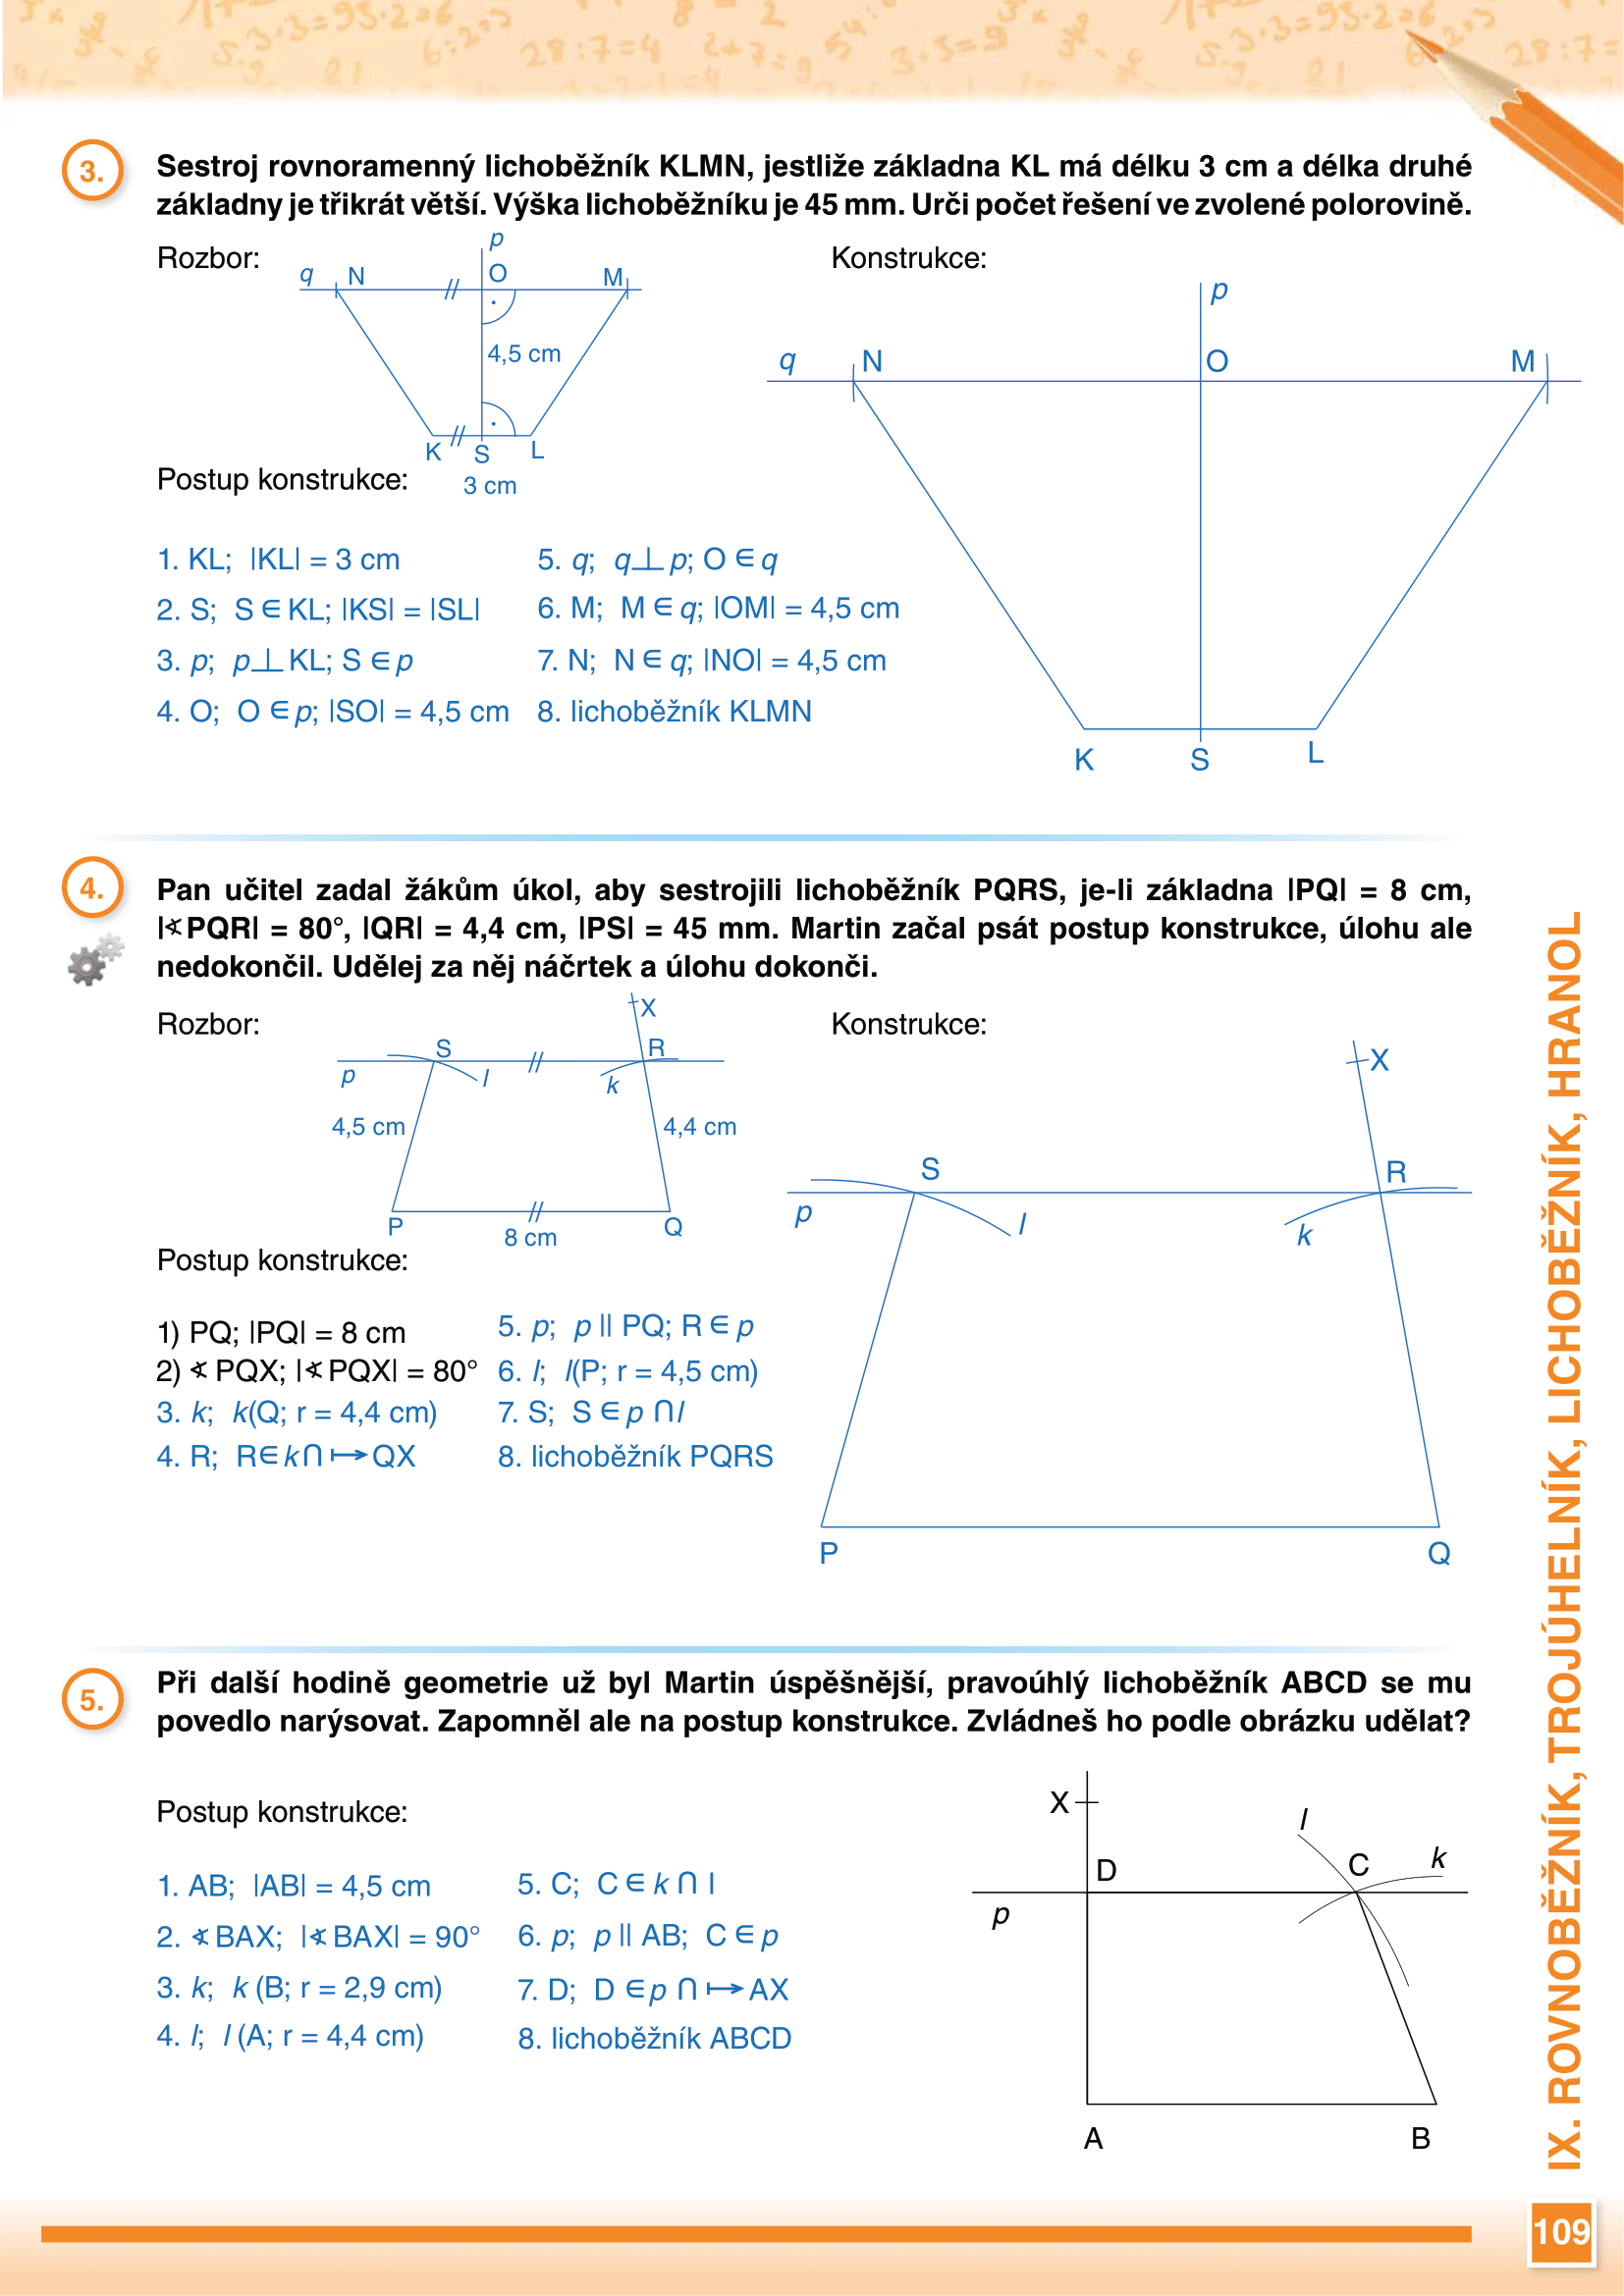 3.
Sestroj rovnoramenný lichoběžník KLMN, jestliže základna KL má délku 3 cm a délka druhé
základny je třikrát větší. Výška lichoběžníku je 45 mm. Urči počet řešení ve zvolené polorovině.
Rozbor:
p
q N O M
4,5 cm
K S L
3 cm
Konstrukce:
p
q N O M
K S L
Postup konstrukce:
1. KL; |KL| = 3 cm
2. S; S ∈ KL; |KS| = |SL|
3. p; p⊥KL; S ∈ p
4. O; O ∈ p; |SO| = 4,5 cm
5. q; q⊥p; O ∈ q
6. M; M ∈ q; |OM| = 4,5 cm
7. N; N ∈ q; |NO| = 4,5 cm
8. lichoběžník KLMN
4.
Pan učitel zadal žákům úkol, aby sestrojili lichoběžník PQRS, je-li základna |PQ| = 8 cm,
|∢PQR| = 80°, |QR| = 4,4 cm, |PS| = 45 mm. Martin začal psát postup konstrukce, úlohu ale
nedokončil. Udělej za něj náčrtek a úlohu dokonči.
Rozbor:
X
S R
p l k
4,5 cm 4,4 cm
P Q
8 cm
Konstrukce:
X
S R
p l k
P Q
Postup konstrukce:
1) PQ; |PQ| = 8 cm
2) ∢ PQX; |∢ PQX| = 80°
3. k; k(Q; r = 4,4 cm)
4. R; R∈ k∩ ↦ QX
5. p; p || PQ; R ∈ p
6. l; l(P; r = 4,5 cm)
7. S; S ∈ p ∩ l
8. lichoběžník PQRS
5.
Při další hodině geometrie už byl Martin úspěšnější, pravoúhlý lichoběžník ABCD se mu
povedlo narýsovat. Zapomněl ale na postup konstrukce. Zvládneš ho podle obrázku udělat?
Postup konstrukce:
1. AB; |AB| = 4,5 cm
2. ∢ BAX; |∢ BAX| = 90°
3. k; k (B; r = 2,9 cm)
4. l; l (A; r = 4,4 cm)
5. C; C ∈ k ∩ l
6. p; p || AB; C ∈ p
7. D; D ∈ p ∩ ↦ AX
8. lichoběžník ABCD
X l
D C k
p
A B
IX. ROVNOBĚŽNÍK, TROJÚHELNÍK, LICHOBĚŽNÍK, HRANOL
109